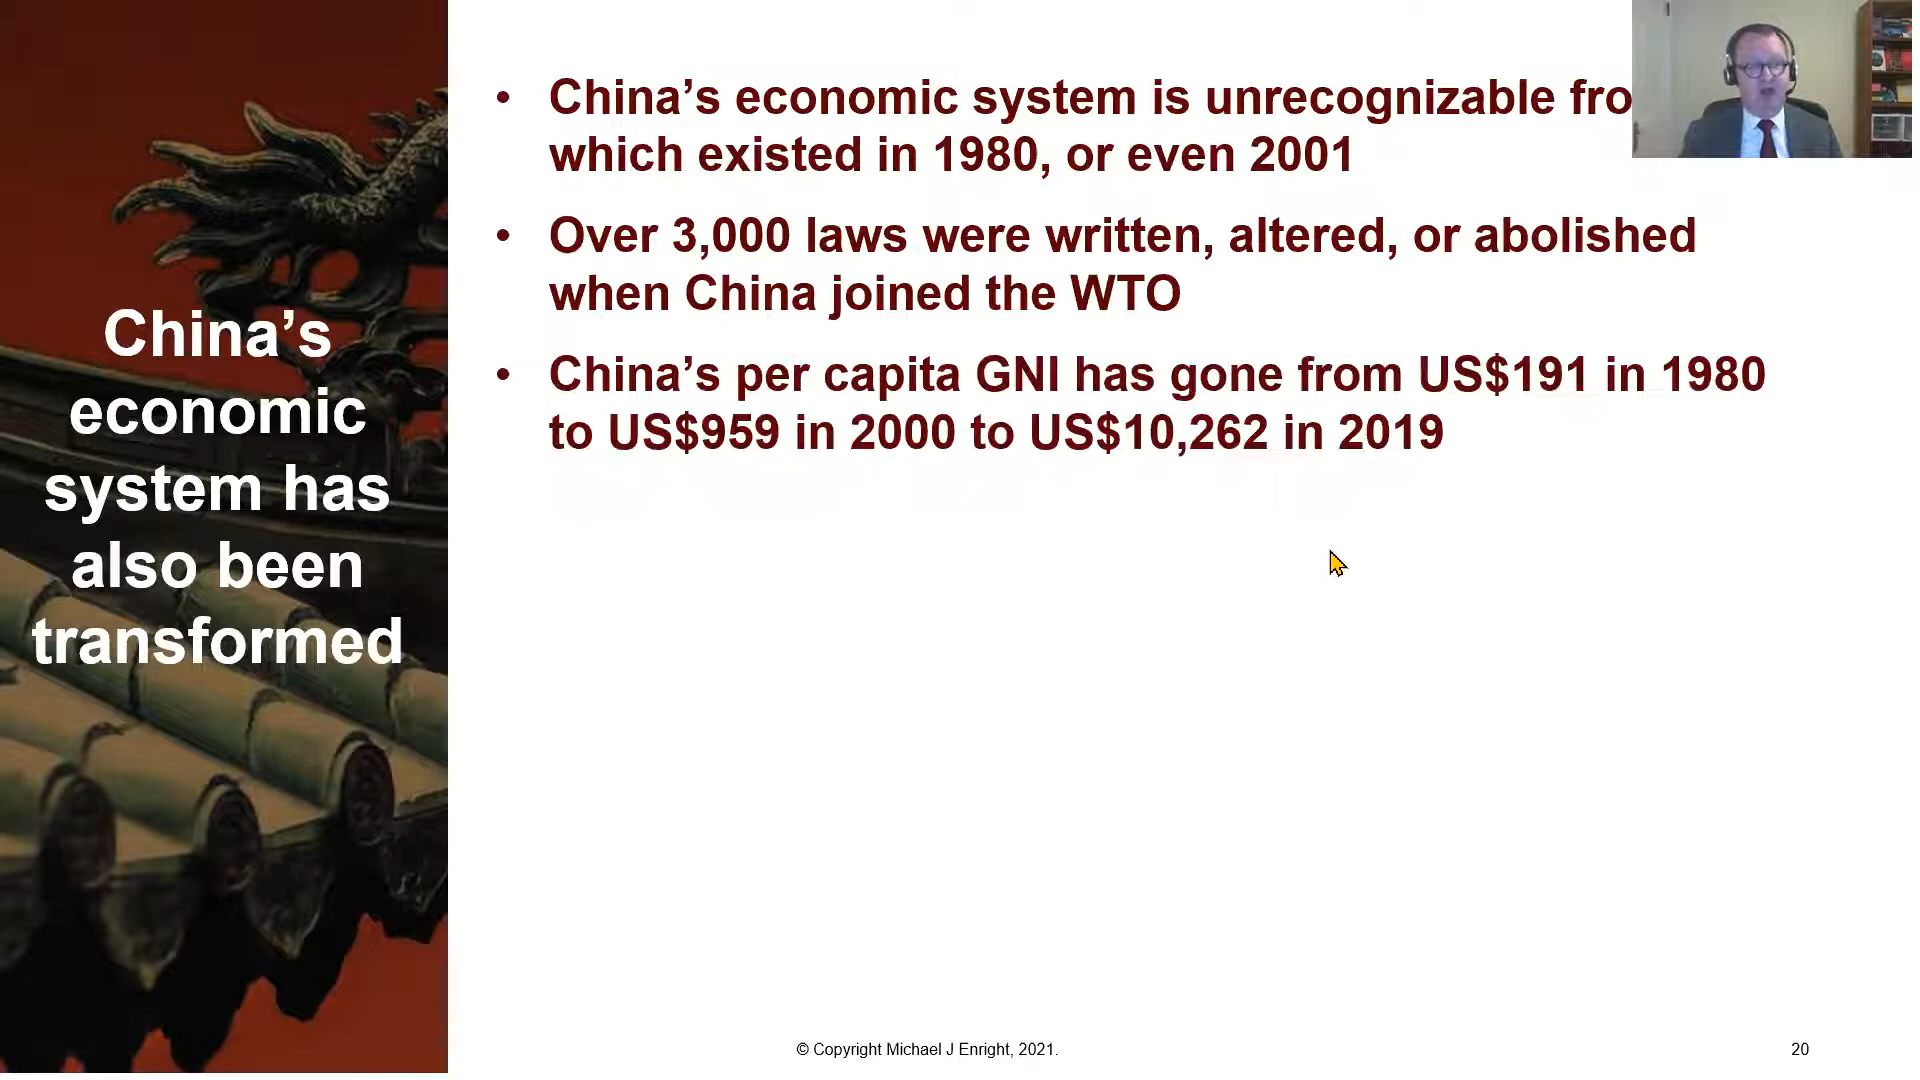 China’s
economic
system has
also been
transformed
• China’s economic system is unrecognizable fro
which existed in 1980, or even 2001
• Over 3,000 laws were written, altered, or abolished
when China joined the WTO
• China’s per capita GNI has gone from US$191 in 1980
to US$959 in 2000 to US$10,262 in 2019
© Copyright Michael J Enright, 2021.
20